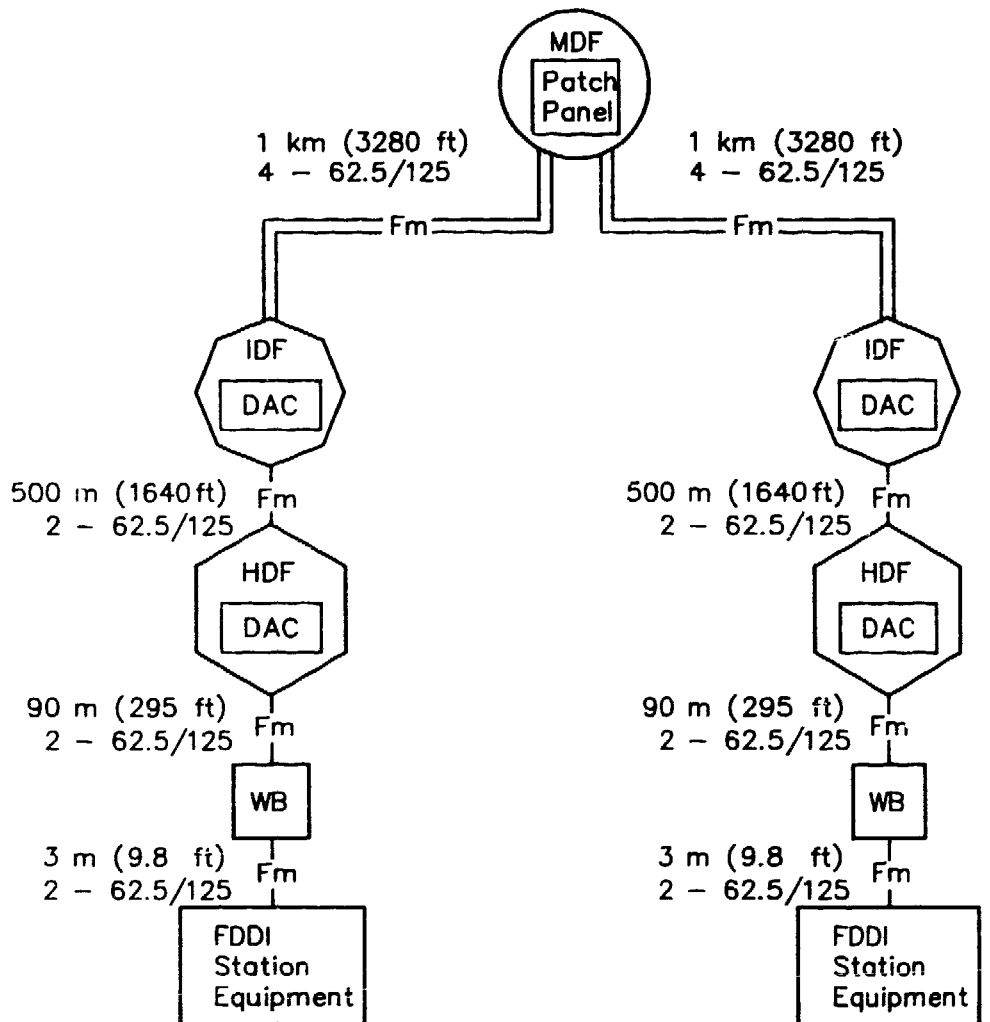 MDF
Patch
Panel
1 km (3280 ft)
4 – 62.5/125
1 km (3280 ft)
4 – 62.5/125
Fm
Fm
IDF
DAC
IDF
DAC
500 m (1640 ft)
2 – 62.5/125
Fm
500 m (1640 ft)
2 – 62.5/125
Fm
HDF
DAC
HDF
DAC
90 m (295 ft)
2 – 62.5/125
Fm
90 m (295 ft)
2 – 62.5/125
Fm
WB
WB
3 m (9.8 ft)
2 – 62.5/125
Fm
3 m (9.8 ft)
2 – 62.5/125
Fm
FDDI
Station
Equipment
FDDI
Station
Equipment